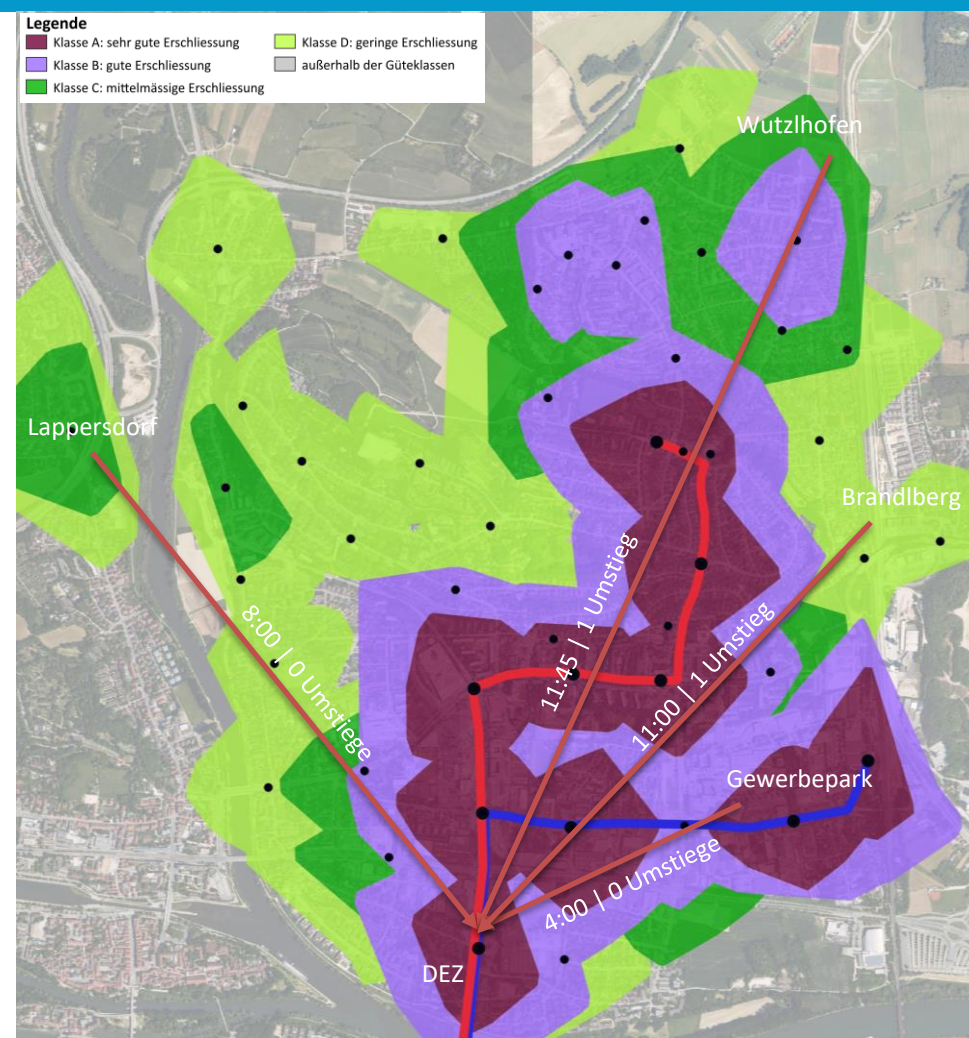 Legende
Klasse A: sehr gute Erschliessung
Klasse B: gute Erschliessung
Klasse C: mittelmässige Erschliessung
Klasse D: geringe Erschliessung
außerhalb der Güteklassen
Wutzlhofen
Lappersdorf
Brandlberg
8:00 | 0 Umstiege
11:45 | 1 Umstieg
11:00 | 1 Umstieg
Gewerbepark
4:00 | 0 Umstiege
DEZ